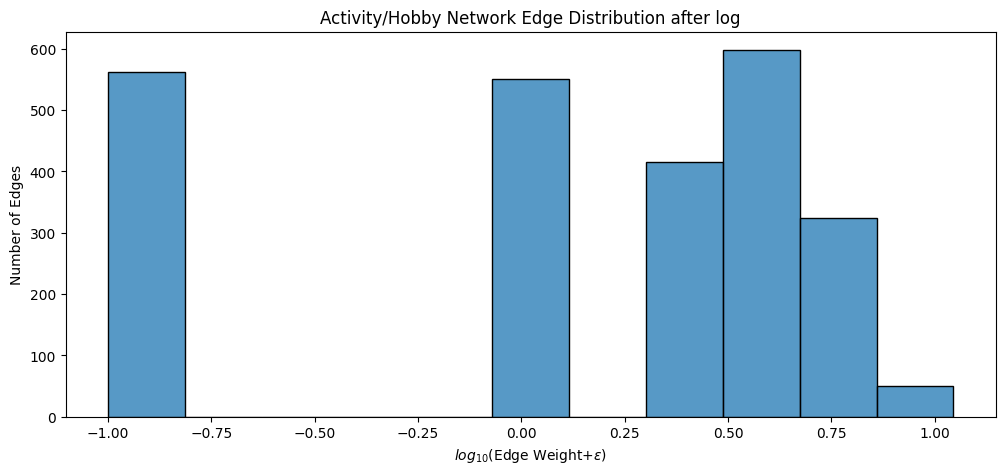 Activity/Hobby Network Edge Distribution after log
600
500
400
300
200
100
0
Number of Edges
−1.00 −0.75 −0.50 −0.25 0.00 0.25 0.50 0.75 1.00
log₁₀(Edge Weight+ε)